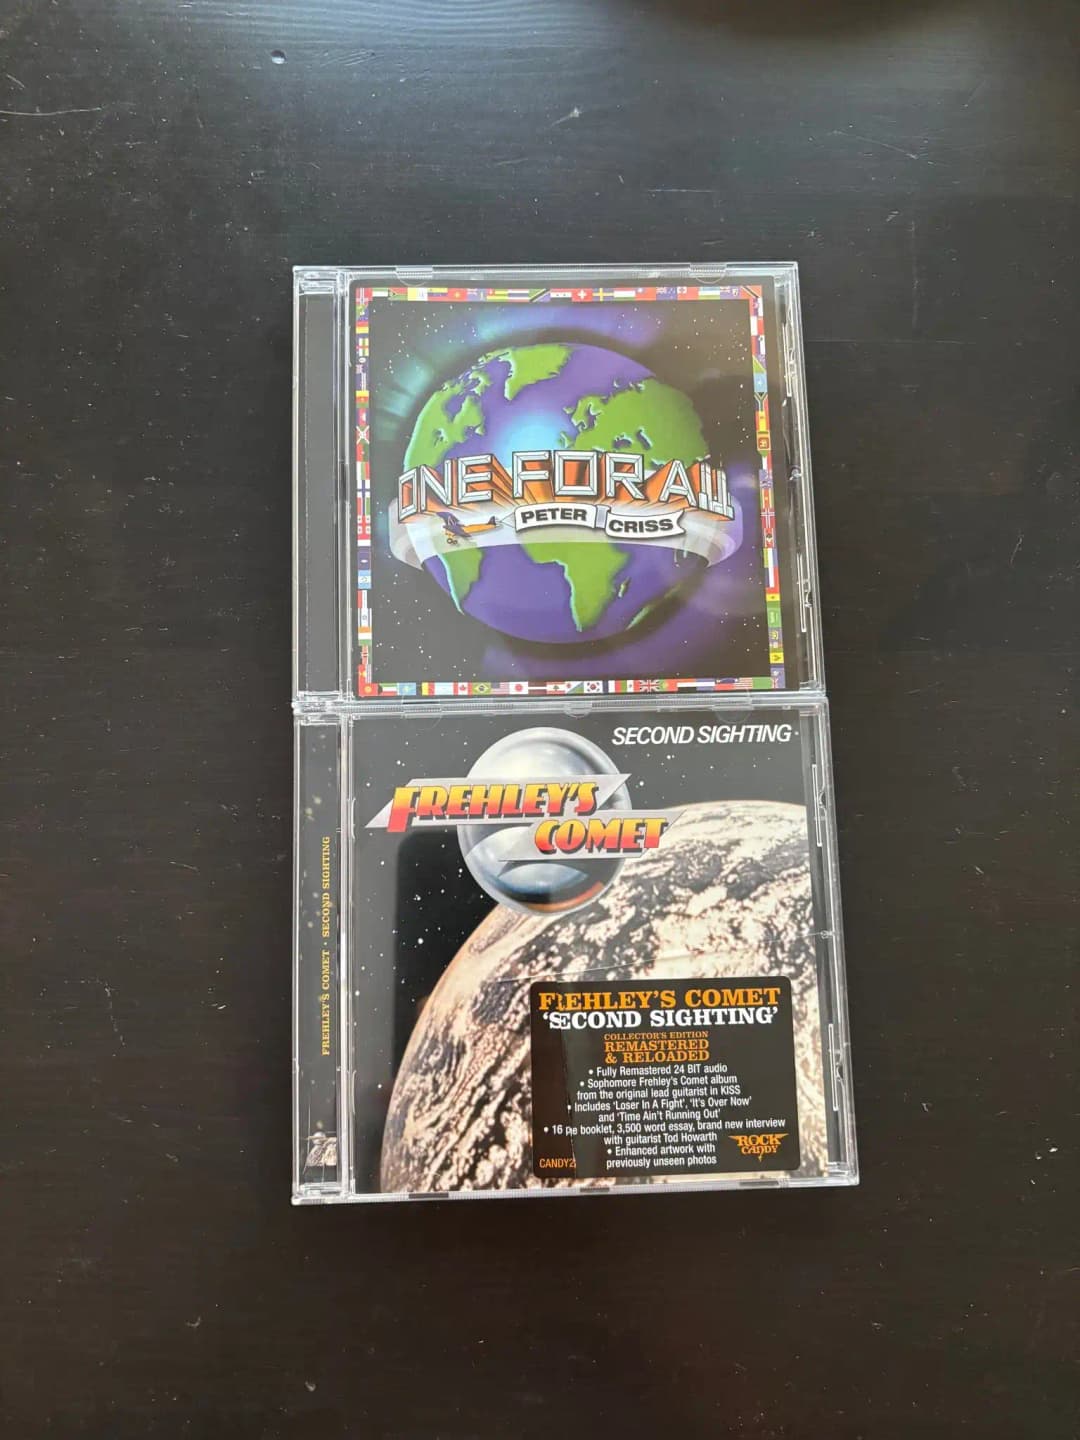 ONE FOR ALL
PETER CRISS
SECOND SIGHTING
FREHLEY'S
COMET
FREHLEY'S COMET · SECOND SIGHTING
FREHLEY'S COMET
'SECOND SIGHTING'
COLLECTOR'S EDITION
REMASTERED
& RELOADED
• Fully Remastered 24 BIT audio
• Sophomore Frehley's Comet album
from the original lead guitarist in KISS
• Includes 'Loser In A Fight', 'It's Over Now'
and 'Time Ain't Running Out'
• 16 booklet, 3,500 word essay, brand new interview
with guitarist Tod Howarth
• Enhanced artwork with
previously unseen photos
ROCK
CANDY